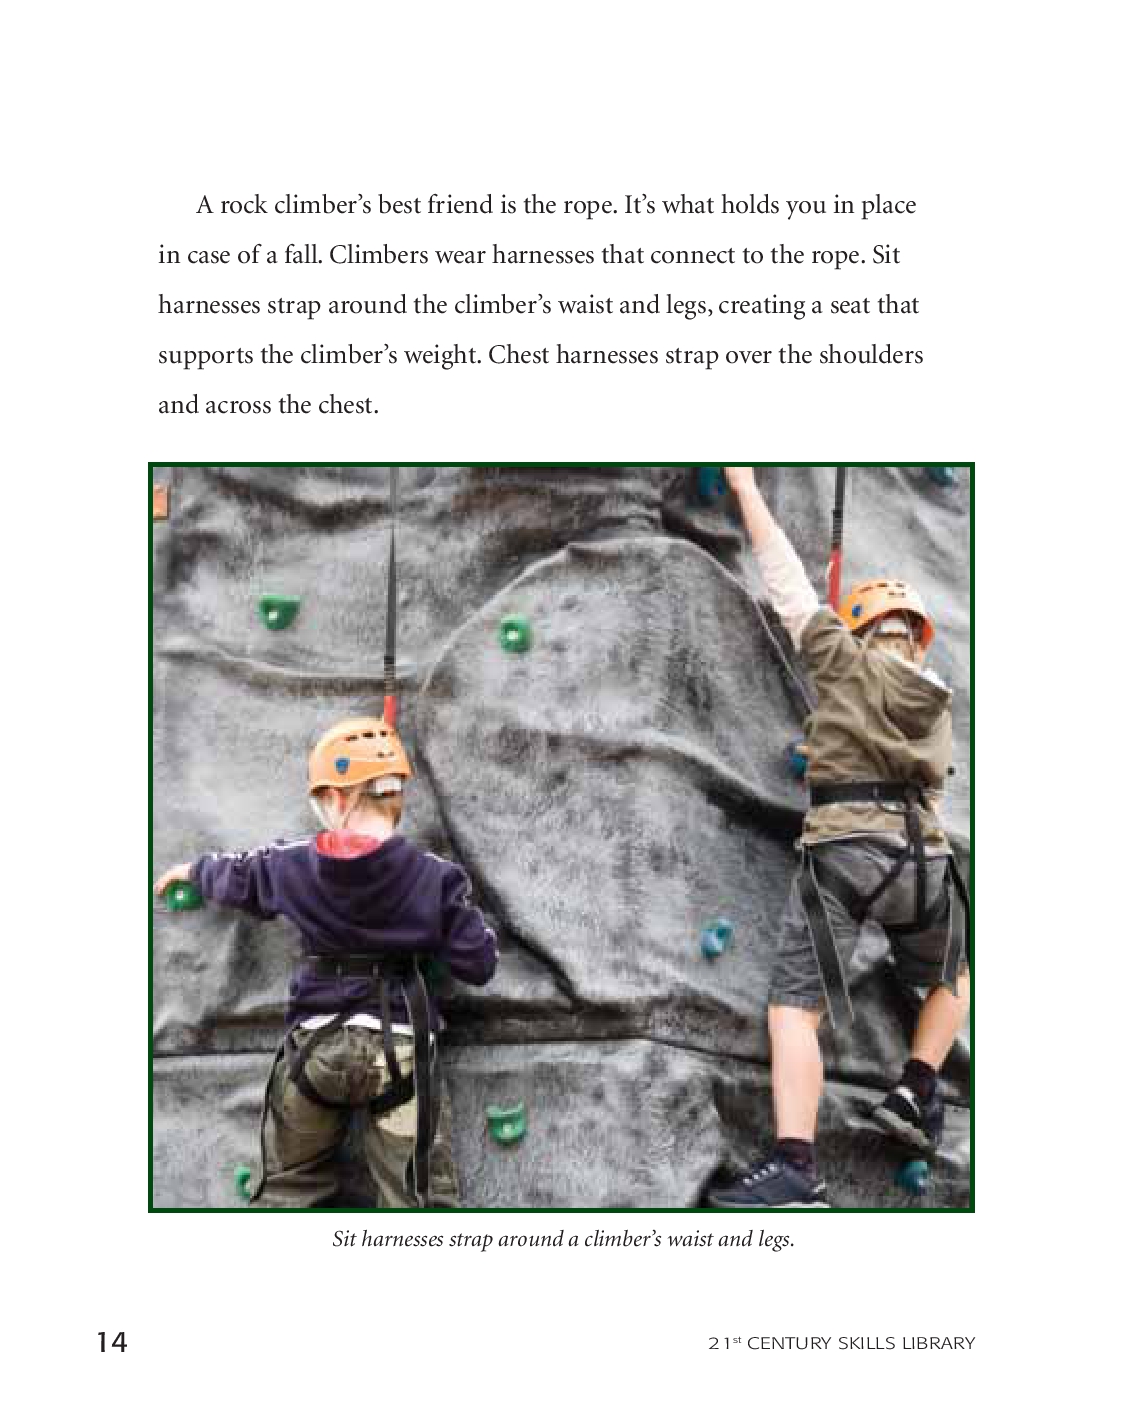 A rock climber’s best friend is the rope. It’s what holds you in place
in case of a fall. Climbers wear harnesses that connect to the rope. Sit
harnesses strap around the climber’s waist and legs, creating a seat that
supports the climber’s weight. Chest harnesses strap over the shoulders
and across the chest.
Sit harnesses strap around a climber’s waist and legs.
14
21st CENTURY SKILLS LIBRARY